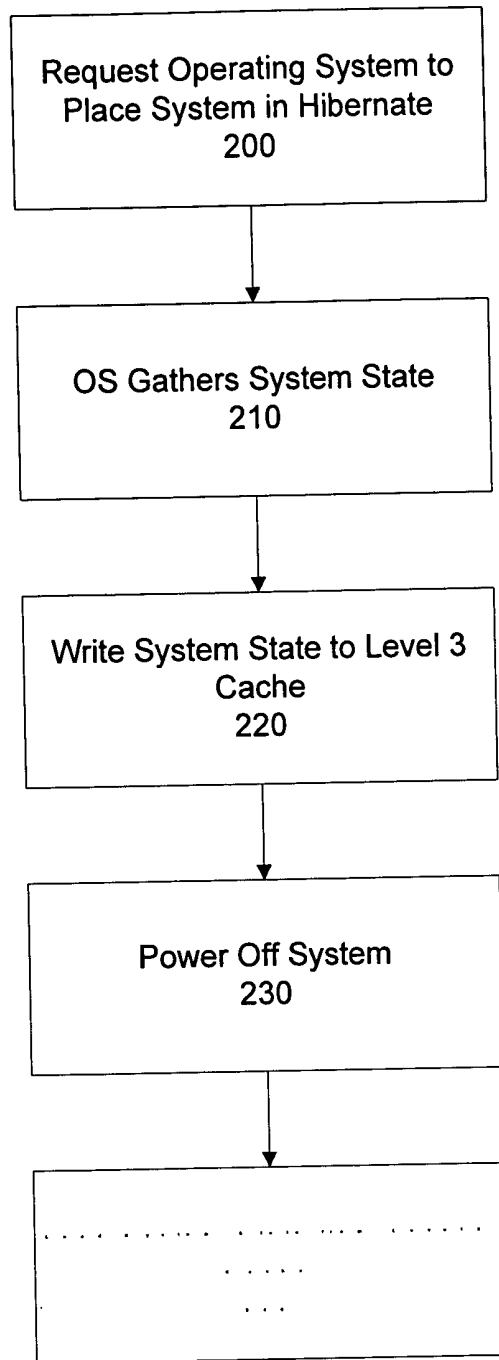 Request Operating System to
Place System in Hibernate
200
OS Gathers System State
210
Write System State to Level 3
Cache
220
Power Off System
230